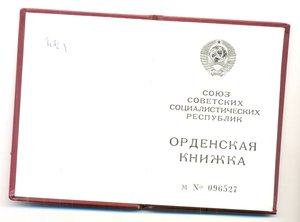 СОЮЗ
СОВЕТСКИХ
СОЦИАЛИСТИЧЕСКИХ
РЕСПУБЛИК
ОРДЕНСКАЯ
КНИЖКА
М № 096527